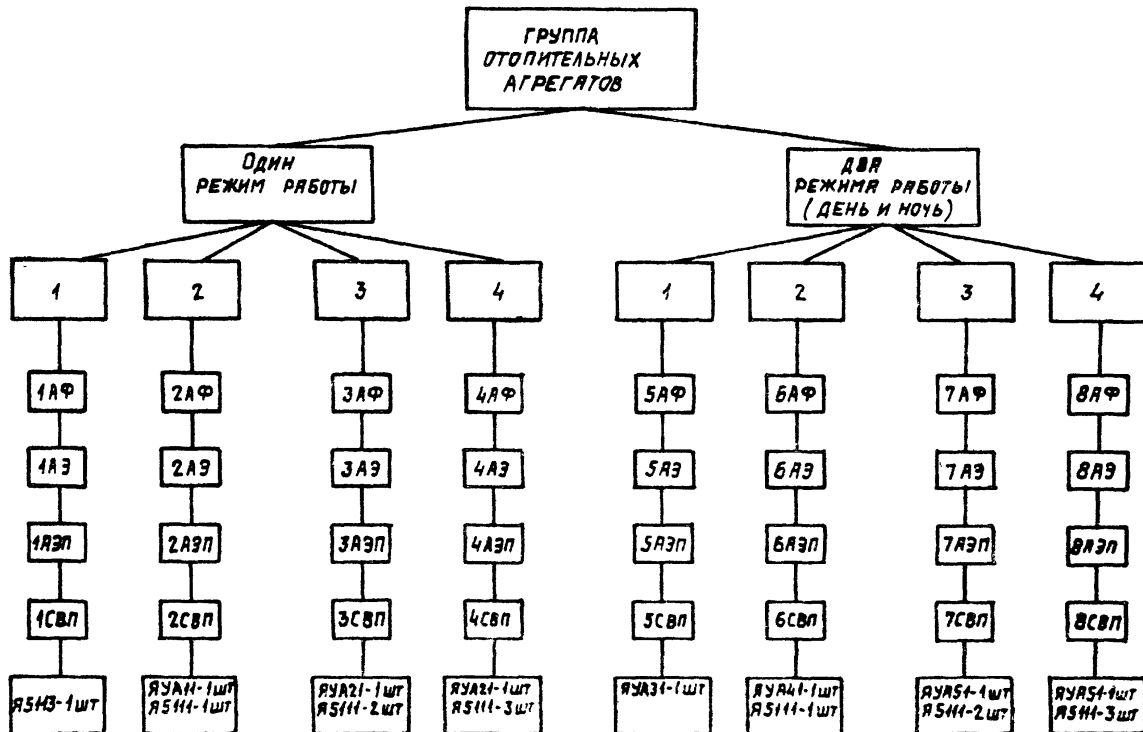 ГРУППА
ОТОПИТЕЛЬНЫХ
АГРЕГАТОВ
ОДИН
РЕЖИМ РАБОТЫ
ДВА
РЕЖИМА РАБОТЫ
(ДЕНЬ И НОЧЬ)
1
2
3
4
1
2
3
4
1АФ
2АФ
3АФ
4АФ
5АФ
6АФ
7АФ
8АФ
1АЭ
2АЭ
3АЭ
4АЭ
5АЭ
6АЭ
7АЭ
8АЭ
1АЭП
2АЭП
3АЭП
4АЭП
5АЭП
6АЭП
7АЭП
8АЭП
1СВП
2СВП
3СВП
4СВП
5СВП
6СВП
7СВП
8СВП
Я5113-1шт
ЯУА11-1шт
Я5111-1шт
ЯУА21-1шт
Я5111-2шт
ЯУА21-1шт
Я5111-3шт
ЯУА31-1шт
ЯУА41-1шт
Я5111-1шт
ЯУА51-1шт
Я5111-2шт
ЯУА51-1шт
Я5111-3шт